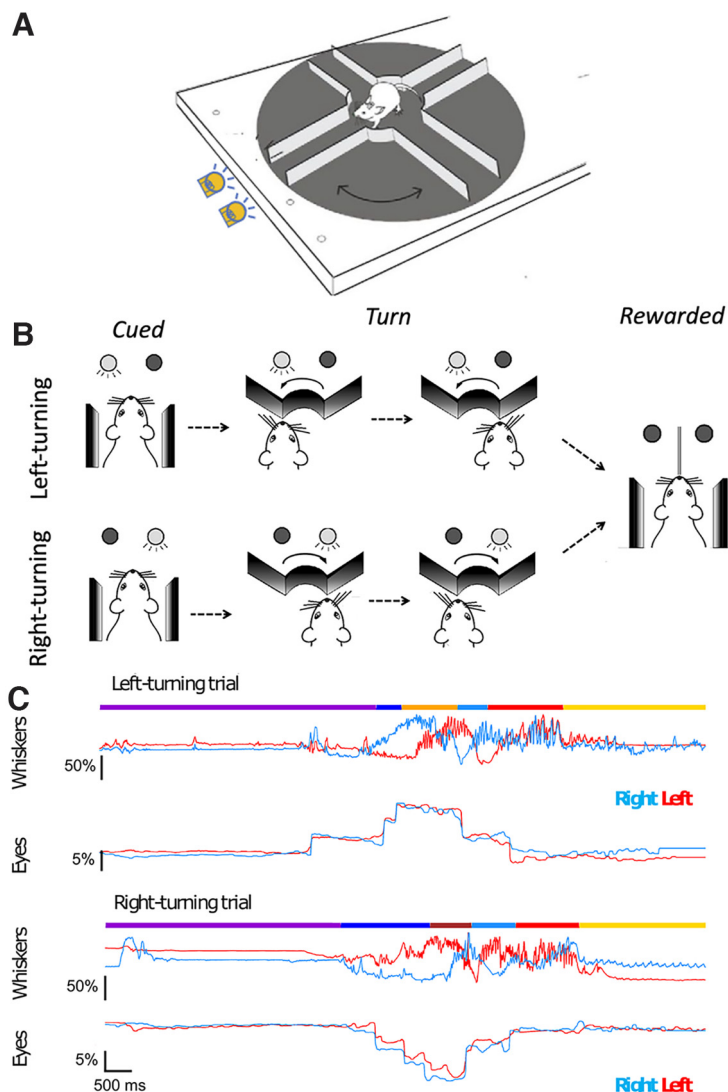 A
B
Cued
Turn
Rewarded
Left-turning
Right-turning
C
Left-turning trial
Whiskers
50%
Right Left
Eyes
5%
Right-turning trial
Whiskers
50%
Eyes
5%
500 ms
Right Left